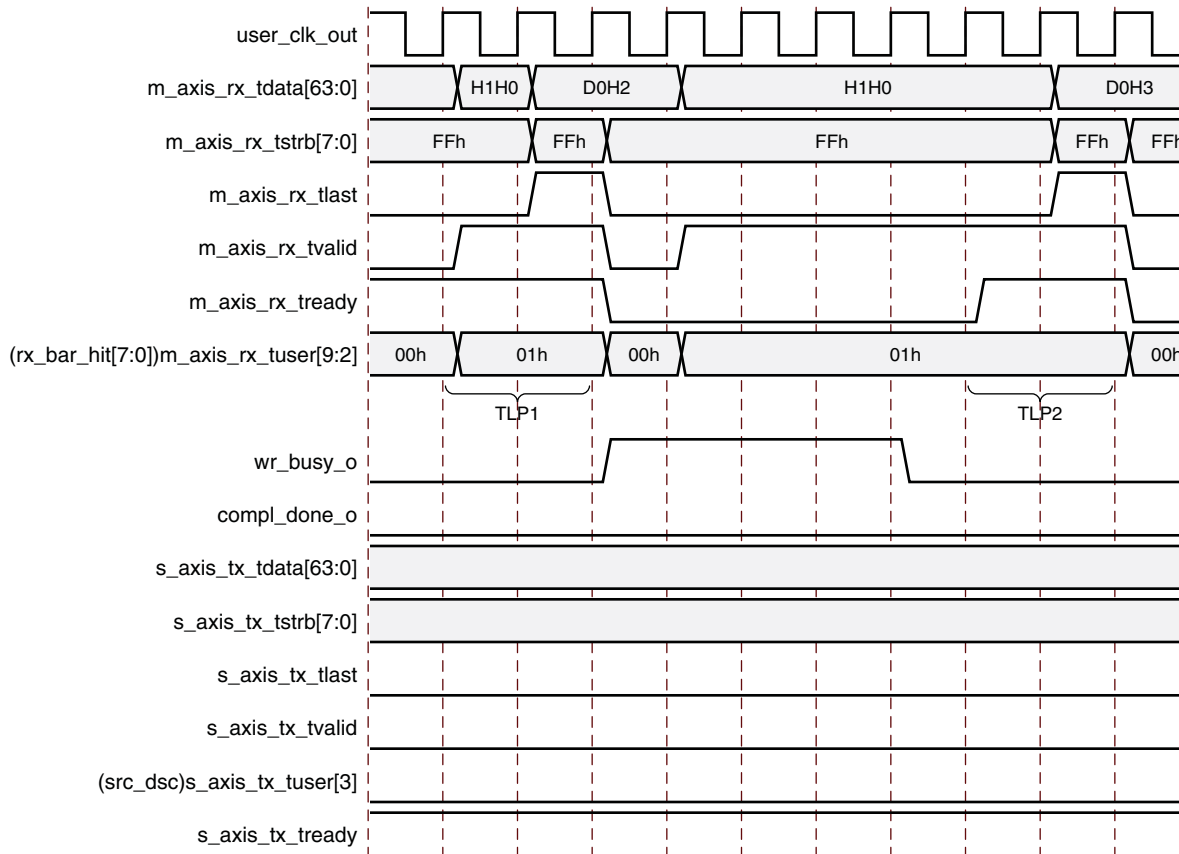 user_clk_out
m_axis_rx_tdata[63:0] H1H0 D0H2 H1H0 D0H3
m_axis_rx_tstrb[7:0] FFh FFh FFh FFh FFh
m_axis_rx_tlast
m_axis_rx_tvalid
m_axis_rx_tready
(rx_bar_hit[7:0])m_axis_rx_tuser[9:2] 00h 01h 00h 01h 00h
TLP1 TLP2
wr_busy_o
compl_done_o
s_axis_tx_tdata[63:0]
s_axis_tx_tstrb[7:0]
s_axis_tx_tlast
s_axis_tx_tvalid
(src_dsc)s_axis_tx_tuser[3]
s_axis_tx_tready